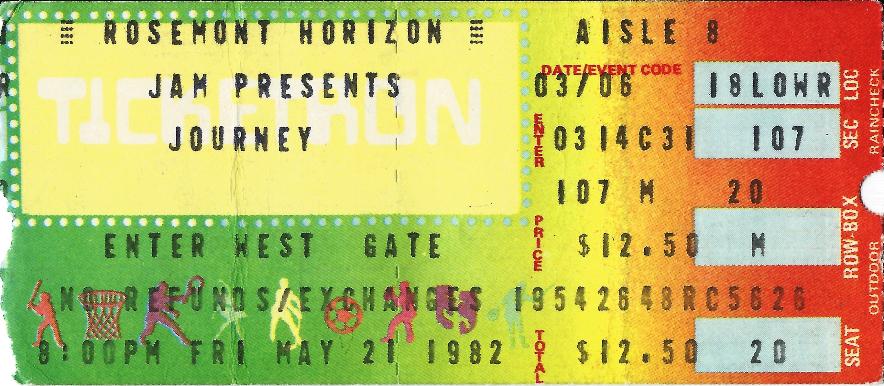 ROSEMONT HORIZON AISLE 8
DATE/EVENT CODE
JAM PRESENTS 03/06 18LOWR LOC
TICKETRON
JOURNEY ENTER 0314C31 107 SEC
RAINCHECK
107 M 20
ENTER WEST GATE PRICE $12.50 M ROW-BOX
OUTDOOR
NO REFUNDS/EXCHANGES 19542648RC5626
8:00PM FRI MAY 21 1982 TOTAL $12.50 20 SEAT